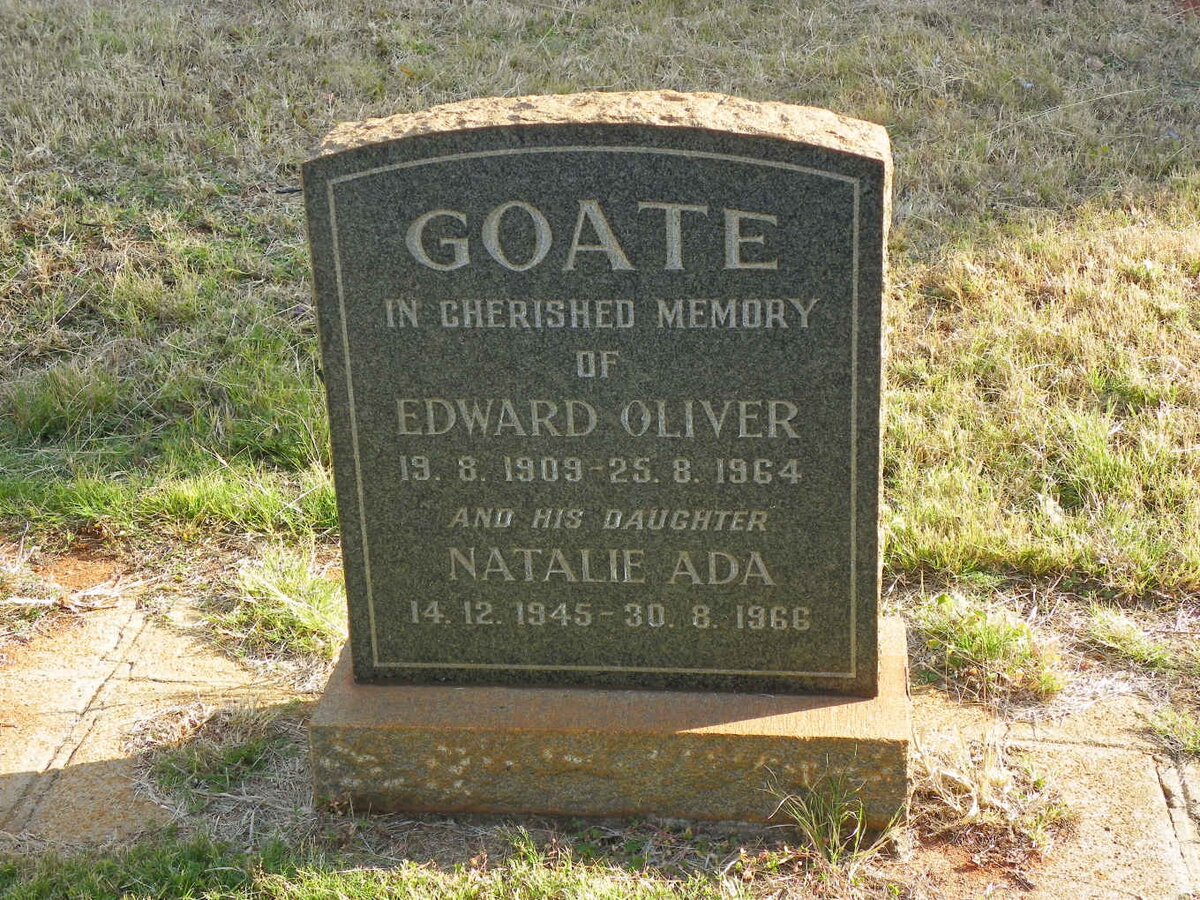 GOATE
IN CHERISHED MEMORY
OF
EDWARD OLIVER
19. 8. 1909 - 25. 8. 1964
AND HIS DAUGHTER
NATALIE ADA
14. 12. 1945 - 30. 8. 1966